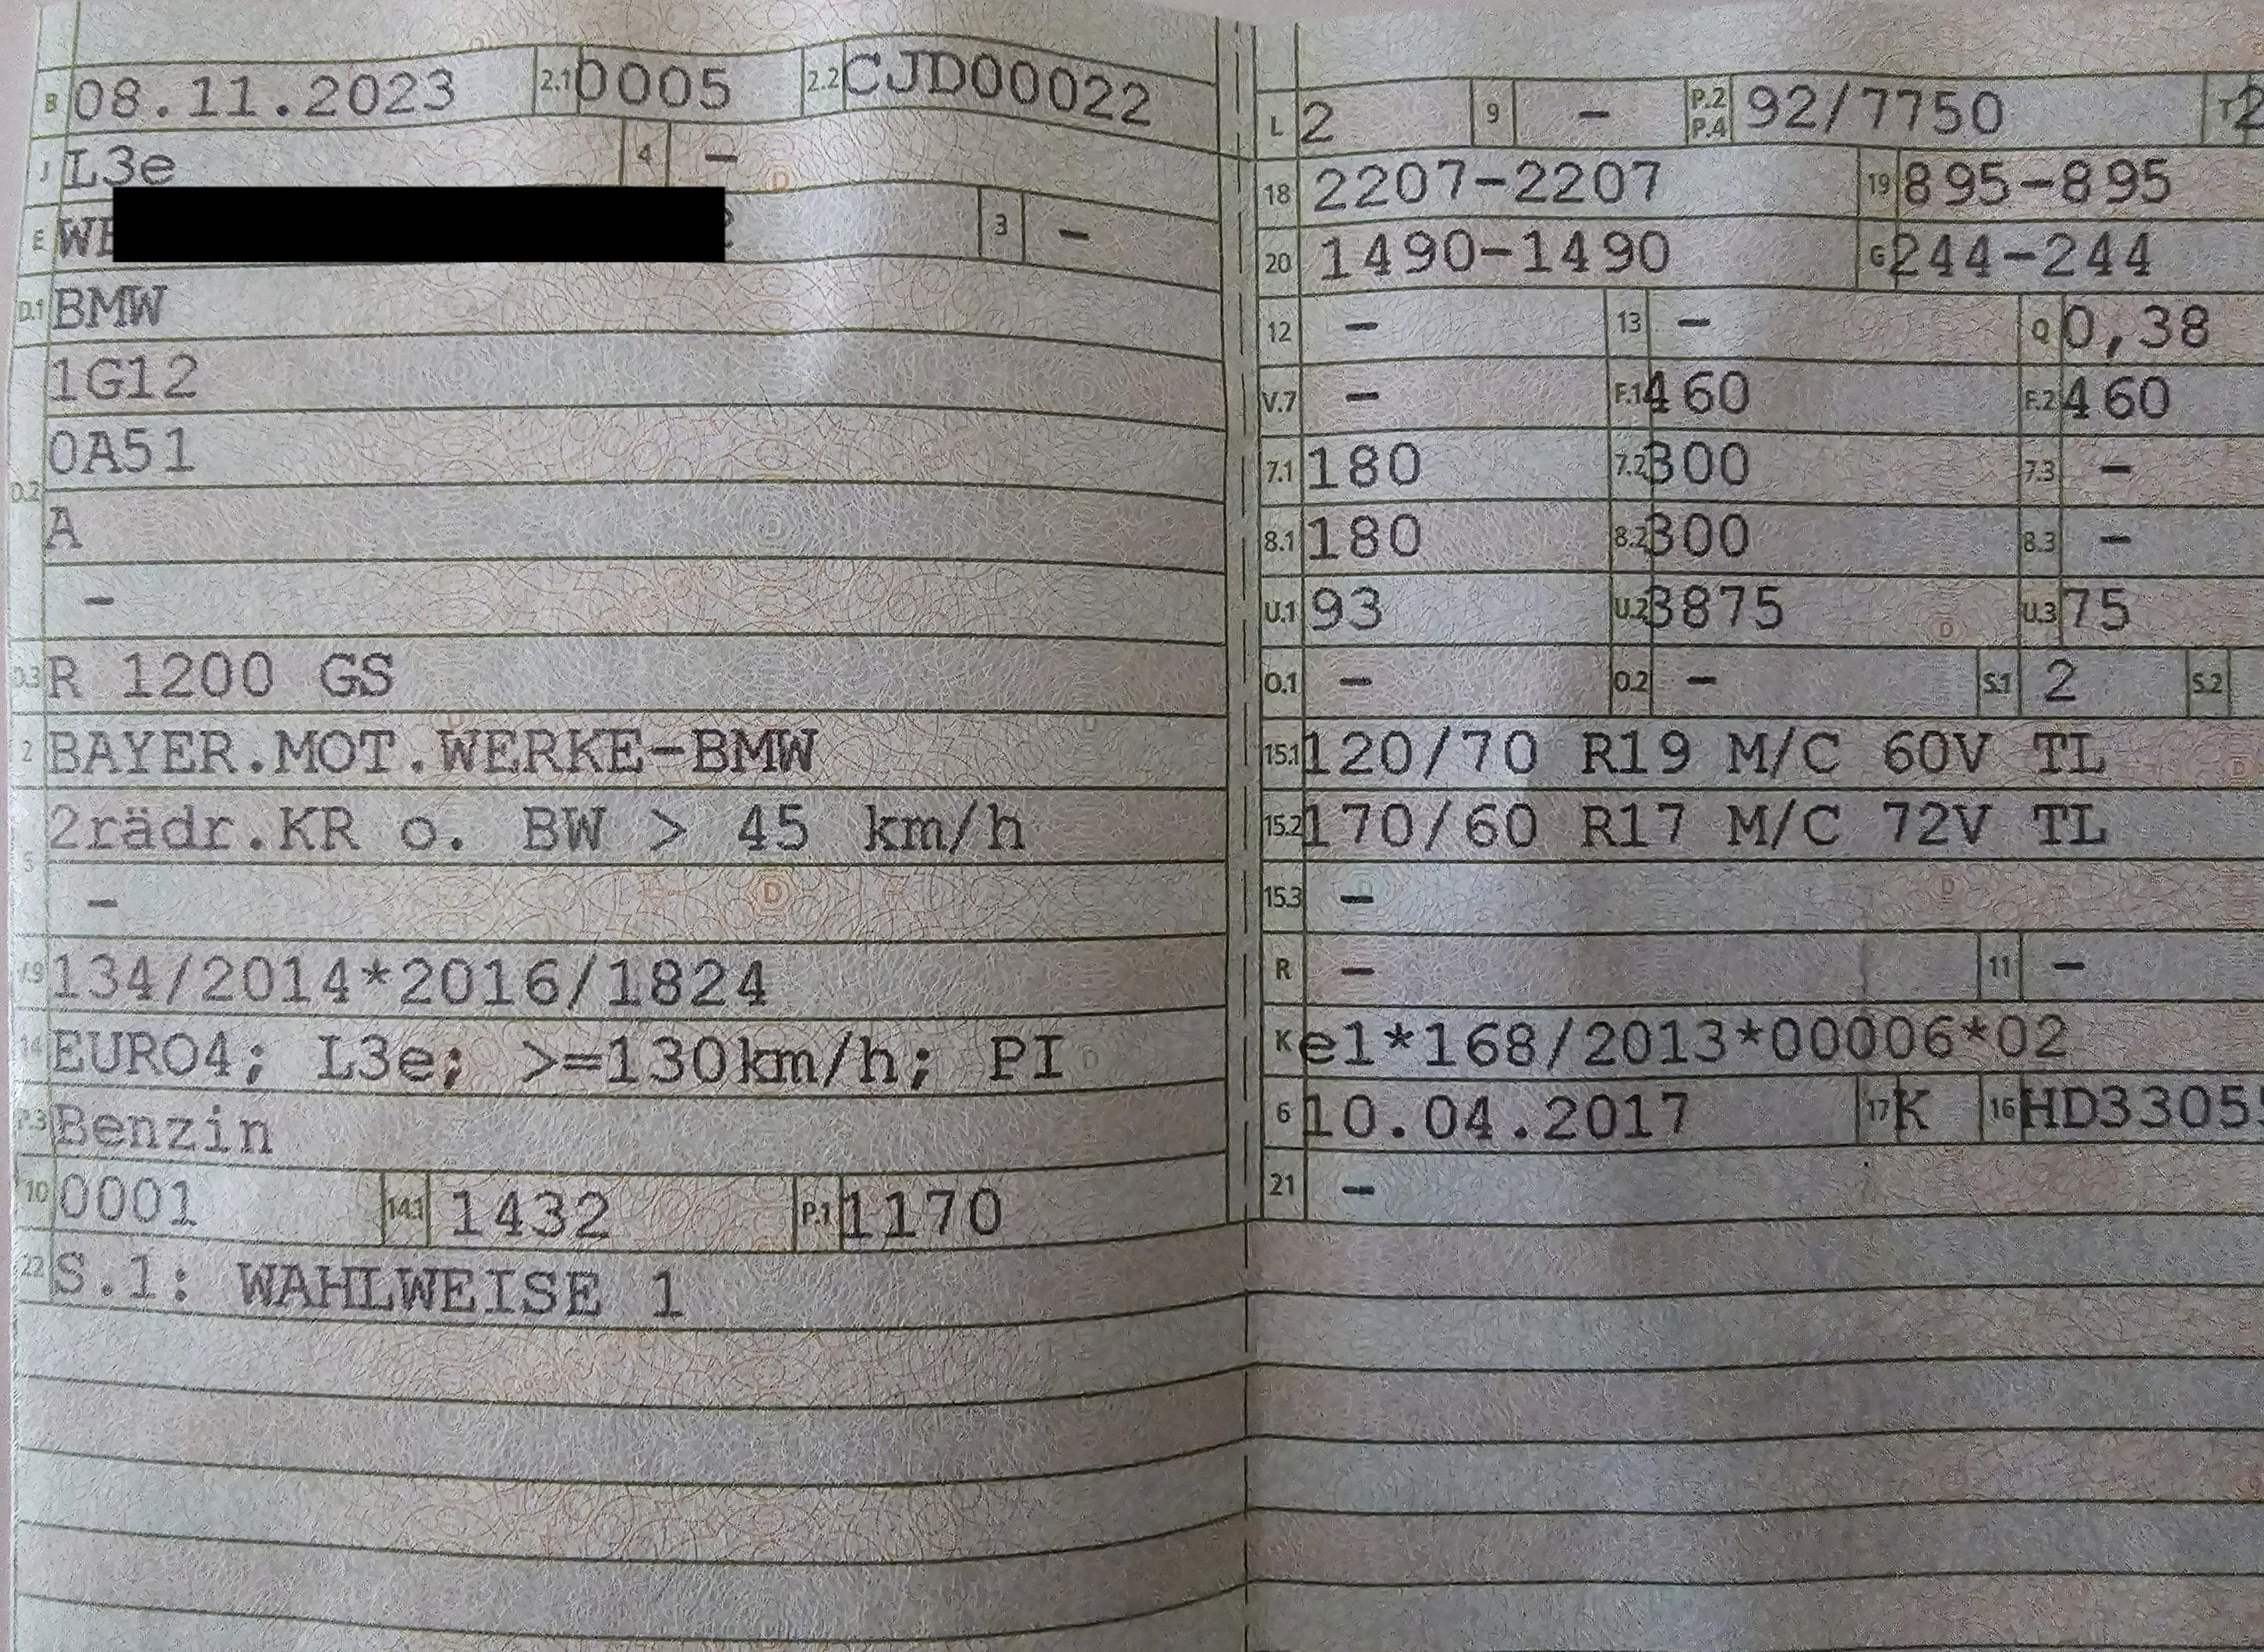 B 08.11.2023 2.1 0005 2.2 CJD00022
J L3e 4 -
E 3 -
D.1 BMW
1G12
0A51
D.2 A
-
D.3 R 1200 GS
2 BAYER.MOT.WERKE-BMW
2rädr.KR o. BW > 45 km/h
5 -
V.9 134/2014*2016/1824
14 EURO4; L3e; >=130km/h; PI
P.3 Benzin
10 0001 14.1 1432 P.1 1170
22 S.1: WAHLWEISE 1
L 2 9 - P.2 P.4 92/7750 T 2
18 2207-2207 19 895-895
20 1490-1490 G 244-244
12 - 13 - Q 0,38
V.7 - F.1 460 F.2 460
7.1 180 7.2 300 7.3 -
8.1 180 8.2 300 8.3 -
U.1 93 U.2 3875 U.3 75
O.1 - O.2 - S.1 2 S.2
15.1 120/70 R19 M/C 60V TL
15.2 170/60 R17 M/C 72V TL
15.3 -
R - 11 -
K e1*168/2013*00006*02
6 10.04.2017 17 K 16 HD3305
21 -